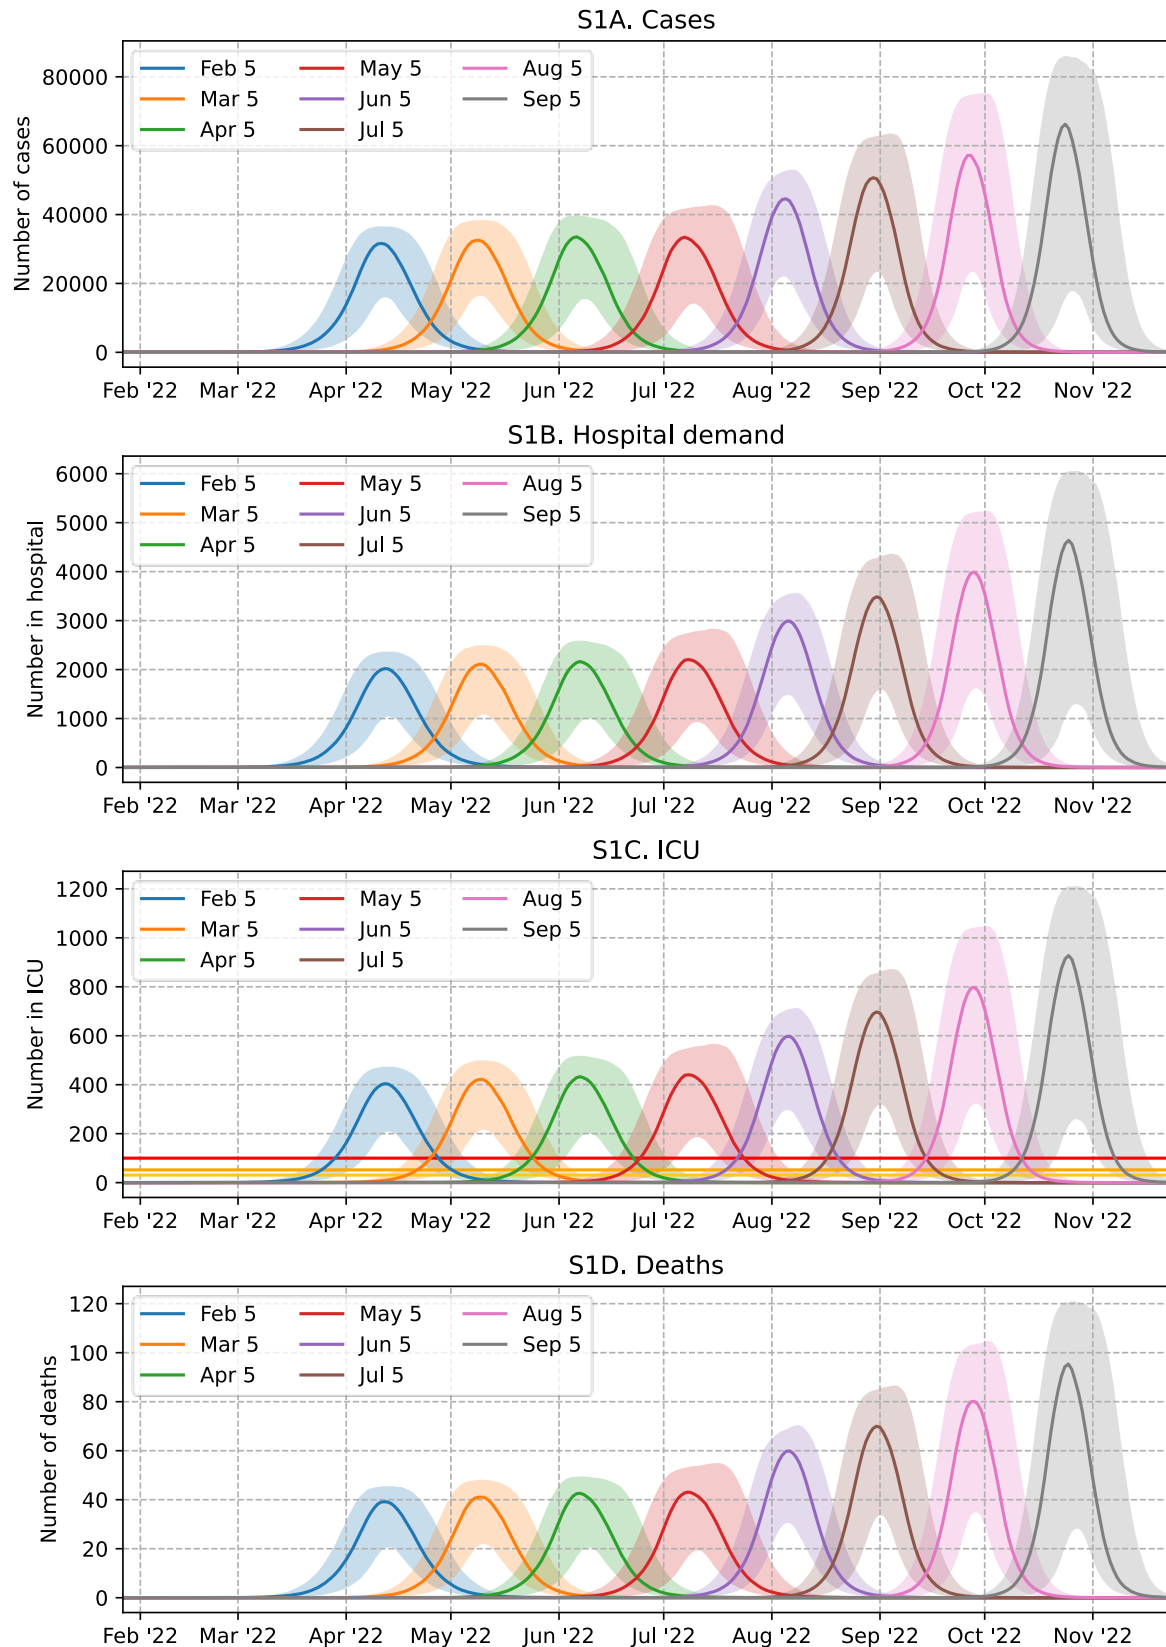 S1A. Cases
Number of cases
80000
60000
40000
20000
0
Feb 5 May 5 Aug 5
Mar 5 Jun 5 Sep 5
Apr 5 Jul 5
Feb '22 Mar '22 Apr '22 May '22 Jun '22 Jul '22 Aug '22 Sep '22 Oct '22 Nov '22
S1B. Hospital demand
Number in hospital
6000
5000
4000
3000
2000
1000
0
Feb 5 May 5 Aug 5
Mar 5 Jun 5 Sep 5
Apr 5 Jul 5
Feb '22 Mar '22 Apr '22 May '22 Jun '22 Jul '22 Aug '22 Sep '22 Oct '22 Nov '22
S1C. ICU
Number in ICU
1200
1000
800
600
400
200
0
Feb 5 May 5 Aug 5
Mar 5 Jun 5 Sep 5
Apr 5 Jul 5
Feb '22 Mar '22 Apr '22 May '22 Jun '22 Jul '22 Aug '22 Sep '22 Oct '22 Nov '22
S1D. Deaths
Number of deaths
120
100
80
60
40
20
0
Feb 5 May 5 Aug 5
Mar 5 Jun 5 Sep 5
Apr 5 Jul 5
Feb '22 Mar '22 Apr '22 May '22 Jun '22 Jul '22 Aug '22 Sep '22 Oct '22 Nov '22